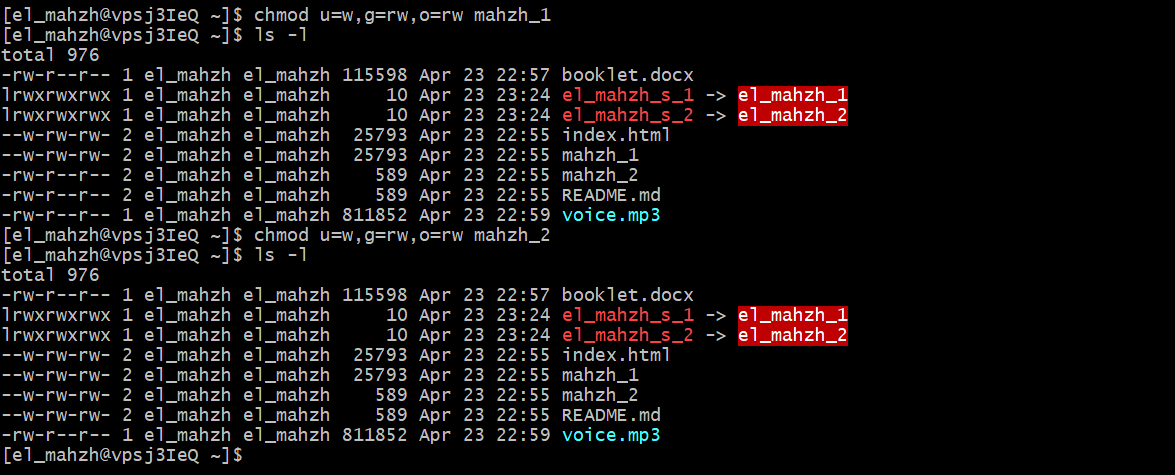 [el_mahzh@vpsj3IeQ ~]$ chmod u=w,g=rw,o=rw mahzh_1
[el_mahzh@vpsj3IeQ ~]$ ls -l
total 976
-rw-r--r-- 1 el_mahzh el_mahzh 115598 Apr 23 22:57 booklet.docx
lrwxrwxrwx 1 el_mahzh el_mahzh     10 Apr 23 23:24 el_mahzh_s_1 -> el_mahzh_1
lrwxrwxrwx 1 el_mahzh el_mahzh     10 Apr 23 23:24 el_mahzh_s_2 -> el_mahzh_2
--w-rw-rw- 2 el_mahzh el_mahzh  25793 Apr 23 22:55 index.html
--w-rw-rw- 2 el_mahzh el_mahzh  25793 Apr 23 22:55 mahzh_1
-rw-r--r-- 2 el_mahzh el_mahzh    589 Apr 23 22:55 mahzh_2
-rw-r--r-- 2 el_mahzh el_mahzh    589 Apr 23 22:55 README.md
-rw-r--r-- 1 el_mahzh el_mahzh 811852 Apr 23 22:59 voice.mp3
[el_mahzh@vpsj3IeQ ~]$ chmod u=w,g=rw,o=rw mahzh_2
[el_mahzh@vpsj3IeQ ~]$ ls -l
total 976
-rw-r--r-- 1 el_mahzh el_mahzh 115598 Apr 23 22:57 booklet.docx
lrwxrwxrwx 1 el_mahzh el_mahzh     10 Apr 23 23:24 el_mahzh_s_1 -> el_mahzh_1
lrwxrwxrwx 1 el_mahzh el_mahzh     10 Apr 23 23:24 el_mahzh_s_2 -> el_mahzh_2
--w-rw-rw- 2 el_mahzh el_mahzh  25793 Apr 23 22:55 index.html
--w-rw-rw- 2 el_mahzh el_mahzh  25793 Apr 23 22:55 mahzh_1
--w-rw-rw- 2 el_mahzh el_mahzh    589 Apr 23 22:55 mahzh_2
--w-rw-rw- 2 el_mahzh el_mahzh    589 Apr 23 22:55 README.md
-rw-r--r-- 1 el_mahzh el_mahzh 811852 Apr 23 22:59 voice.mp3
[el_mahzh@vpsj3IeQ ~]$